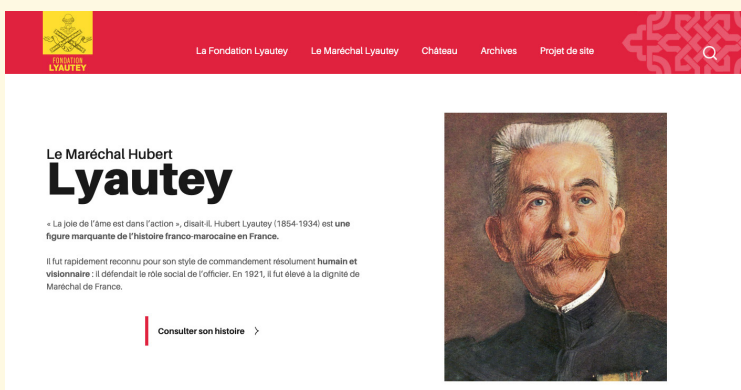 FONDATION
LYAUTEY
La Fondation Lyautey
Le Maréchal Lyautey
Château
Archives
Projet de site
Le Maréchal Hubert
Lyautey
« La joie de l’âme est dans l’action », disait-il. Hubert Lyautey (1854-1934) est une
figure marquante de l’histoire franco-marocaine en France.
Il fut rapidement reconnu pour son style de commandement résolument humain et
visionnaire : il défendait le rôle social de l’officier. En 1921, il fut élevé à la dignité de
Maréchal de France.
Consulter son histoire